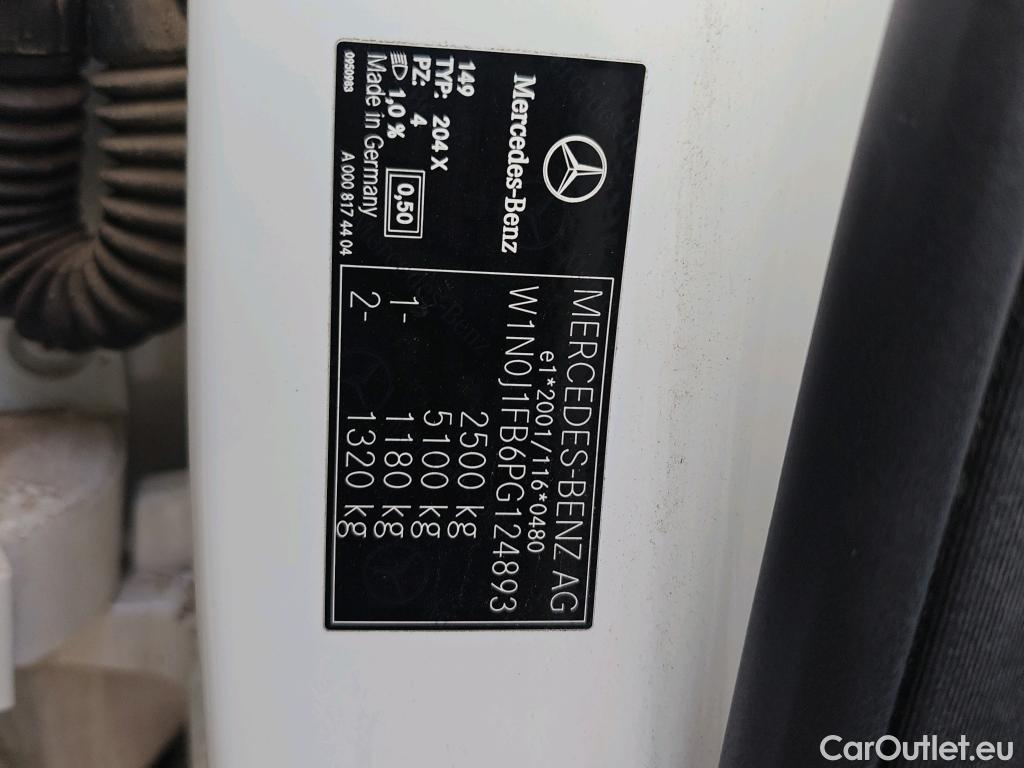 Mercedes-Benz
149
TYP: 204 X
PZ: 4
1,0 %
0,50
Made in Germany
0950983
A 000 817 44 04
MERCEDES-BENZ AG
e1*2001/116*0480
W1N0J1FB6PG124893
2500 kg
5100 kg
1- 1180 kg
2- 1320 kg
CarOutlet.eu